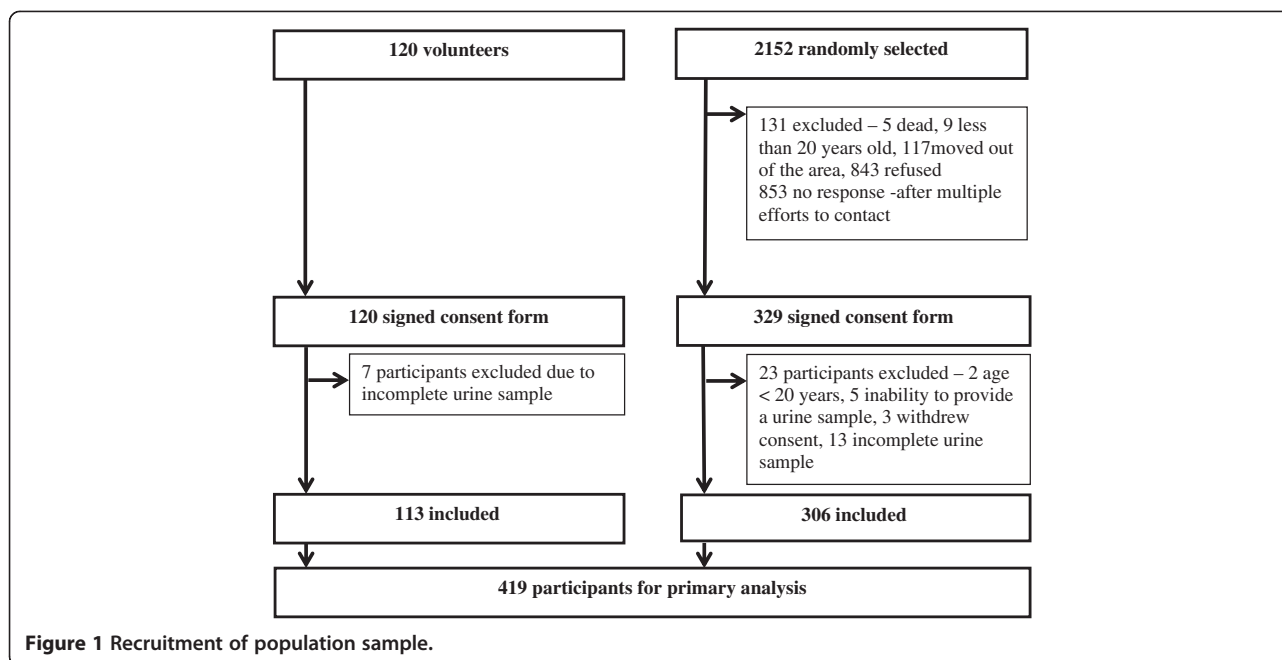 120 volunteers
2152 randomly selected
131 excluded – 5 dead, 9 less
than 20 years old, 117moved out
of the area, 843 refused
853 no response -after multiple
efforts to contact
120 signed consent form
329 signed consent form
7 participants excluded due to
incomplete urine sample
23 participants excluded – 2 age
< 20 years, 5 inability to provide
a urine sample, 3 withdrew
consent, 13 incomplete urine
sample
113 included
306 included
419 participants for primary analysis
Figure 1 Recruitment of population sample.